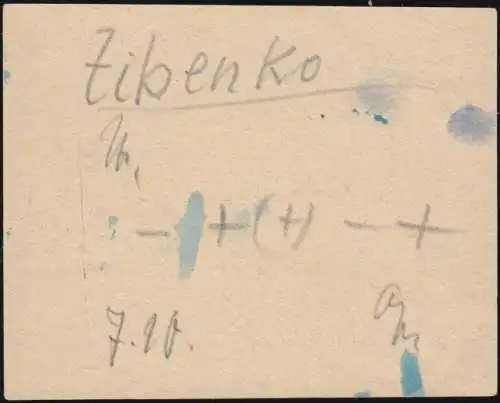 Zibenko
– + (+) – +
7.10.